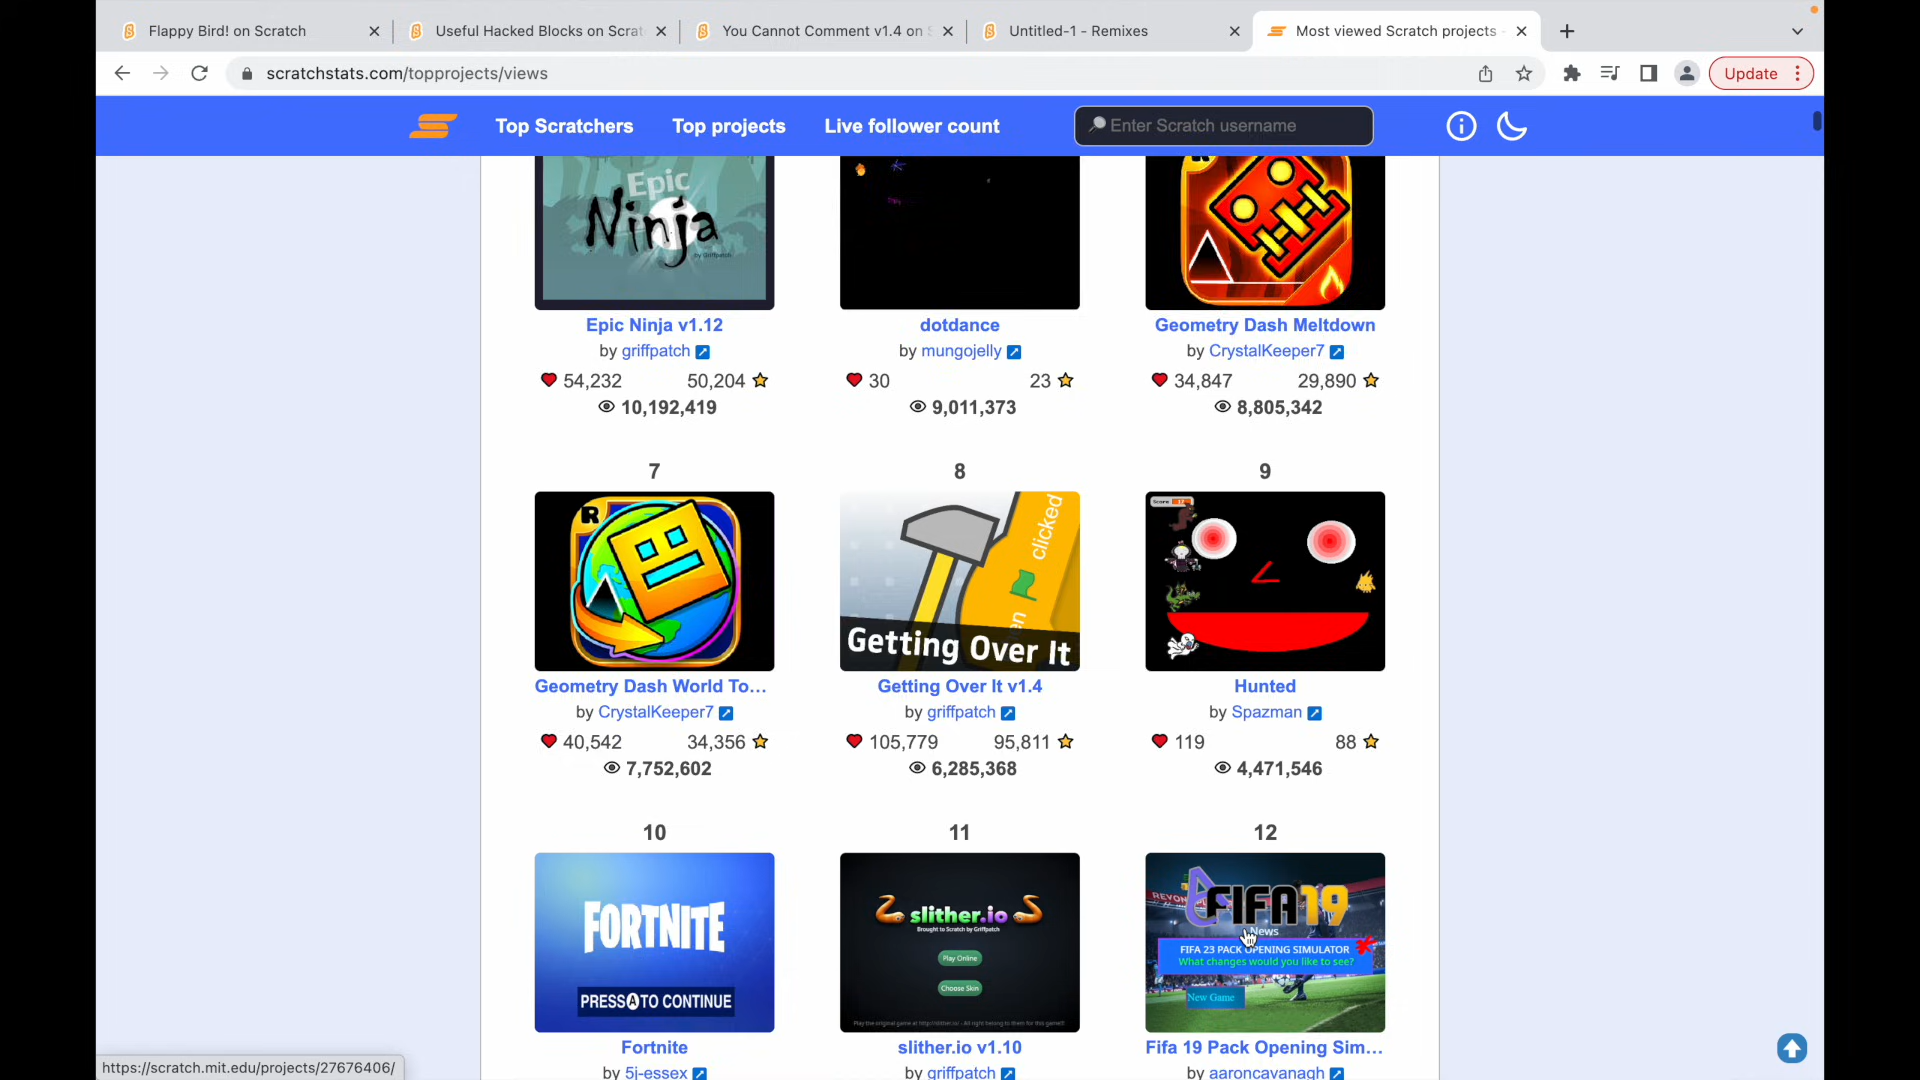 Flappy Bird! on Scratch
Useful Hacked Blocks on Scrat
You Cannot Comment v1.4 on S
Untitled-1 - Remixes
Most viewed Scratch projects -
scratchstats.com/topprojects/views
Update
Top Scratchers
Top projects
Live follower count
Enter Scratch username
Epic
Ninja
by Griffpatch
Epic Ninja v1.12
dotdance
Geometry Dash Meltdown
by griffpatch
by mungojelly
by CrystalKeeper7
54,232
50,204
30
23
34,847
29,890
10,192,419
9,011,373
8,805,342
7
8
9
R
clicked
Getting Over It
Geometry Dash World To...
Getting Over It v1.4
Hunted
by CrystalKeeper7
by griffpatch
by Spazman
40,542
34,356
105,779
95,811
119
88
7,752,602
6,285,368
4,471,546
10
11
12
FORTNITE
PRESS A TO CONTINUE
slither.io
Brought to Scratch by Griffpatch
Play Online
Choose Skin
FIFA 19
News
FIFA 23 PACK OPENING SIMULATOR
What changes would you like to see?
New Game
Fortnite
slither.io v1.10
Fifa 19 Pack Opening Sim...
by 5j-essex
by griffpatch
by aaroncavanagh
https://scratch.mit.edu/projects/27676406/